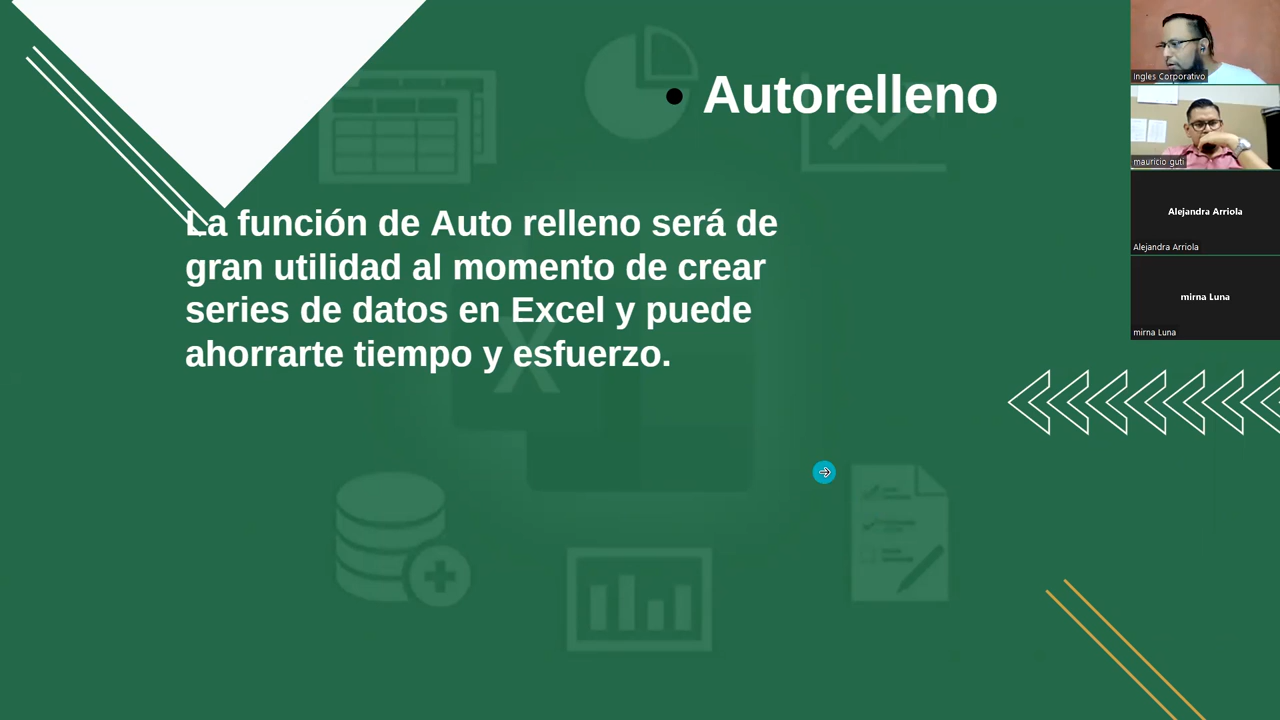 Autorelleno
La función de Auto relleno será de
gran utilidad al momento de crear
series de datos en Excel y puede
ahorrarte tiempo y esfuerzo.
X
Ingles Corporativo
mauricio guti
Alejandra Arriola
Alejandra Arriola
mirna Luna
mirna Luna